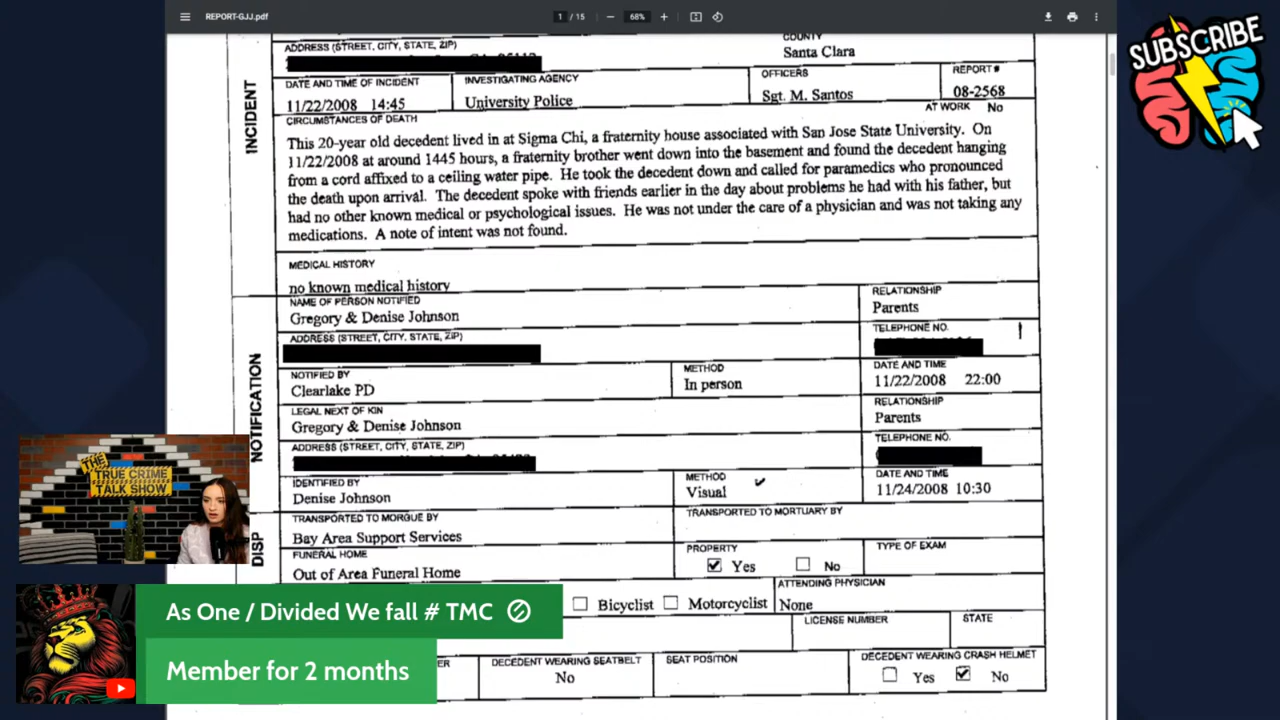 REPORT-GJJ.pdf
1 / 15
68%
SUBSCRIBE
INCIDENT
ADDRESS (STREET, CITY, STATE, ZIP)
COUNTY
Santa Clara
DATE AND TIME OF INCIDENT
11/22/2008 14:45
INVESTIGATING AGENCY
University Police
OFFICERS
Sgt. M. Santos
REPORT #
08-2568
CIRCUMSTANCES OF DEATH
AT WORK No
This 20-year old decedent lived in at Sigma Chi, a fraternity house associated with San Jose State University. On
11/22/2008 at around 1445 hours, a fraternity brother went down into the basement and found the decedent hanging
from a cord affixed to a ceiling water pipe. He took the decedent down and called for paramedics who pronounced
the death upon arrival. The decedent spoke with friends earlier in the day about problems he had with his father, but
had no other known medical or psychological issues. He was not under the care of a physician and was not taking any
medications. A note of intent was not found.
MEDICAL HISTORY
no known medical history
NOTIFICATION
NAME OF PERSON NOTIFIED
Gregory & Denise Johnson
RELATIONSHIP
Parents
ADDRESS (STREET, CITY, STATE, ZIP)
TELEPHONE NO.
NOTIFIED BY
Clearlake PD
METHOD
In person
DATE AND TIME
11/22/2008 22:00
LEGAL NEXT OF KIN
Gregory & Denise Johnson
RELATIONSHIP
Parents
ADDRESS (STREET, CITY, STATE, ZIP)
TELEPHONE NO.
IDENTIFIED BY
Denise Johnson
METHOD
Visual
DATE AND TIME
11/24/2008 10:30
DISP
TRANSPORTED TO MORGUE BY
Bay Area Support Services
TRANSPORTED TO MORTUARY BY
FUNERAL HOME
Out of Area Funeral Home
PROPERTY
Yes
No
TYPE OF EXAM
Bicyclist
Motorcyclist
ATTENDING PHYSICIAN
None
LICENSE NUMBER
STATE
DECEDENT WEARING SEATBELT
No
SEAT POSITION
DECEDENT WEARING CRASH HELMET
Yes
No
THE
TRUE CRIME
TALK SHOW
As One / Divided We fall # TMC
Member for 2 months